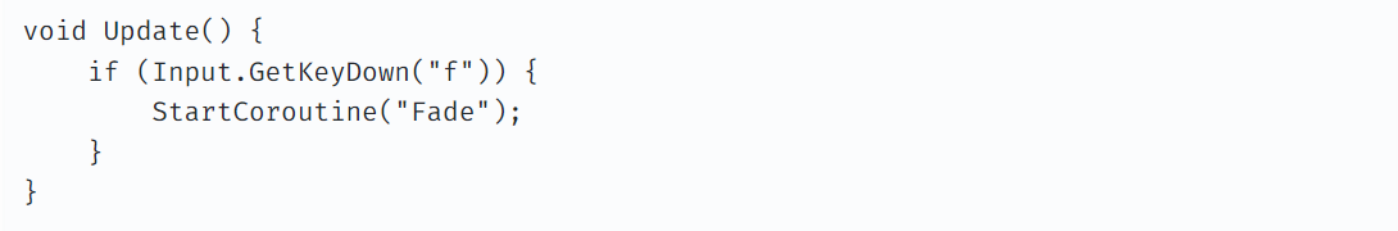 void Update() {
    if (Input.GetKeyDown("f")) {
        StartCoroutine("Fade");
    }
}